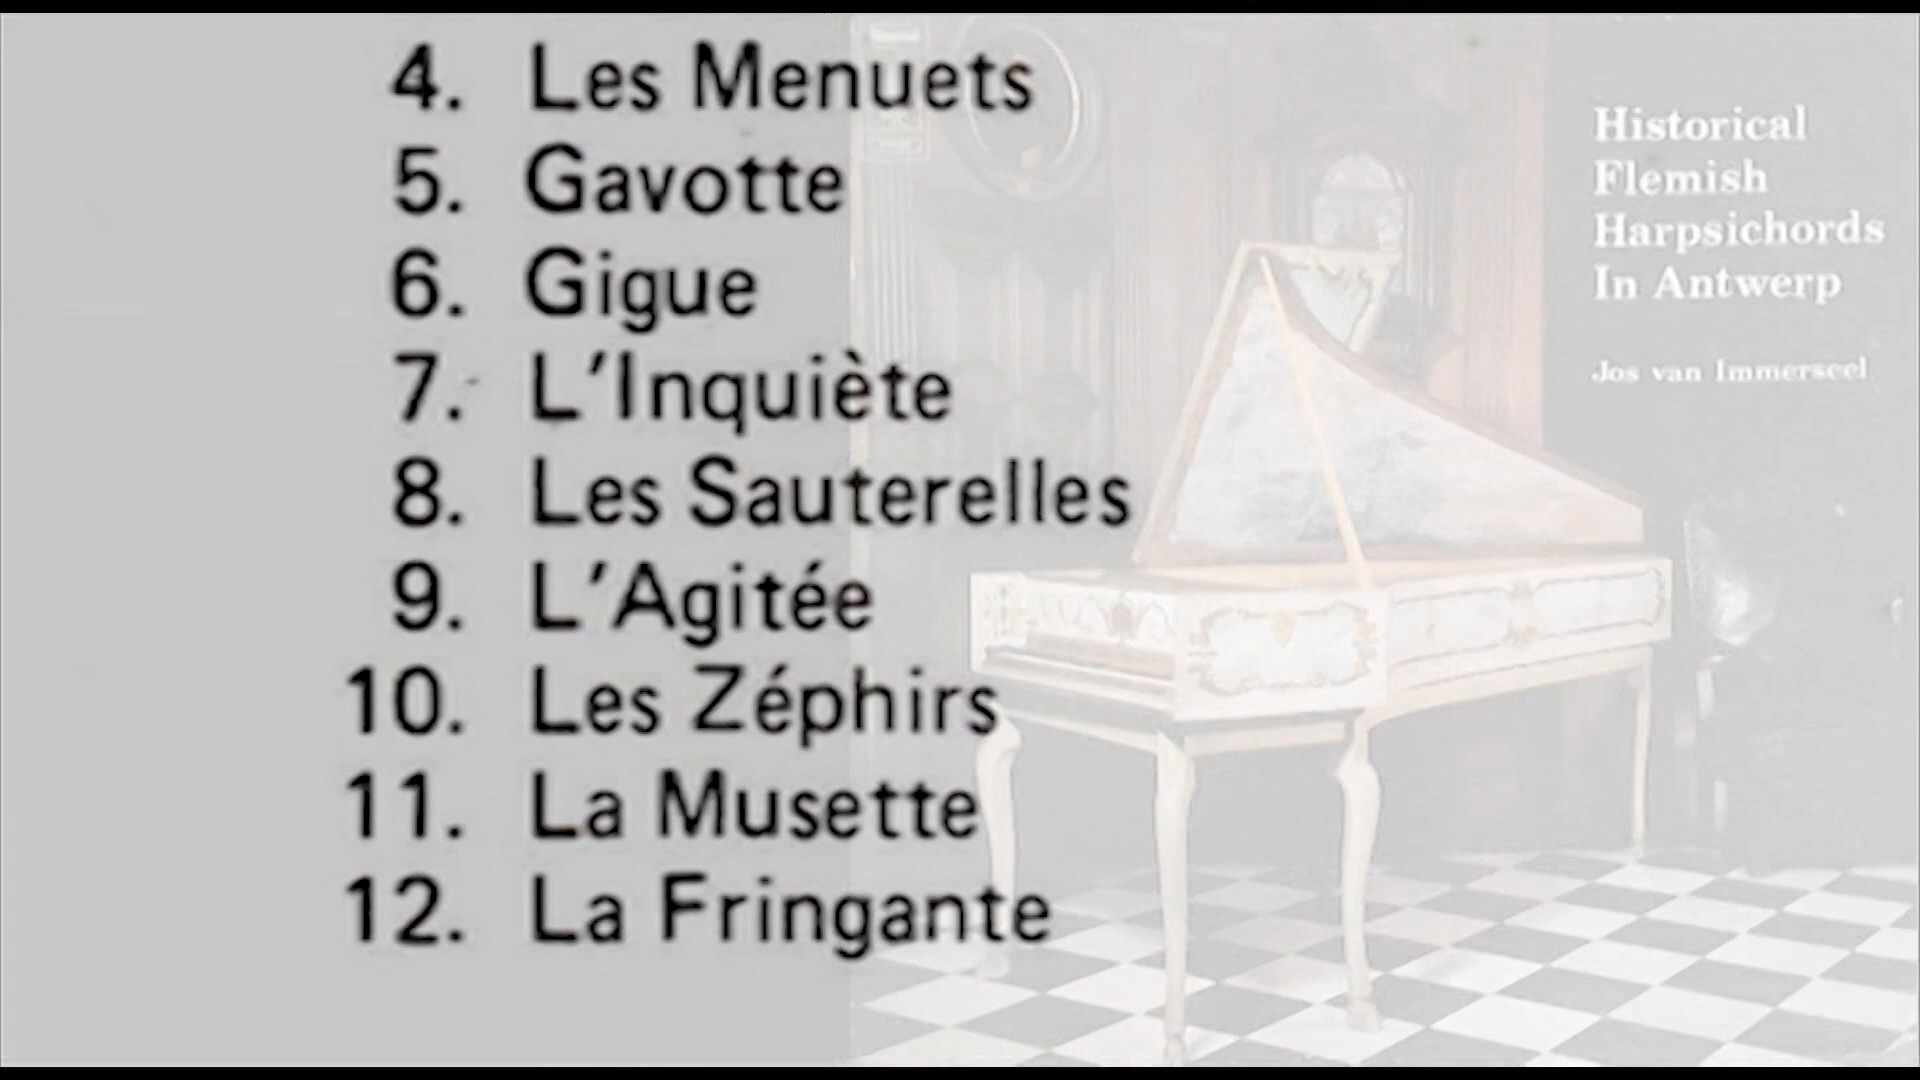 4. Les Menuets
5. Gavotte
6. Gigue
7. L'Inquiète
8. Les Sauterelles
9. L'Agitée
10. Les Zéphirs
11. La Musette
12. La Fringante
Historical
Flemish
Harpsichords
In Antwerp
Jos van Immerseel